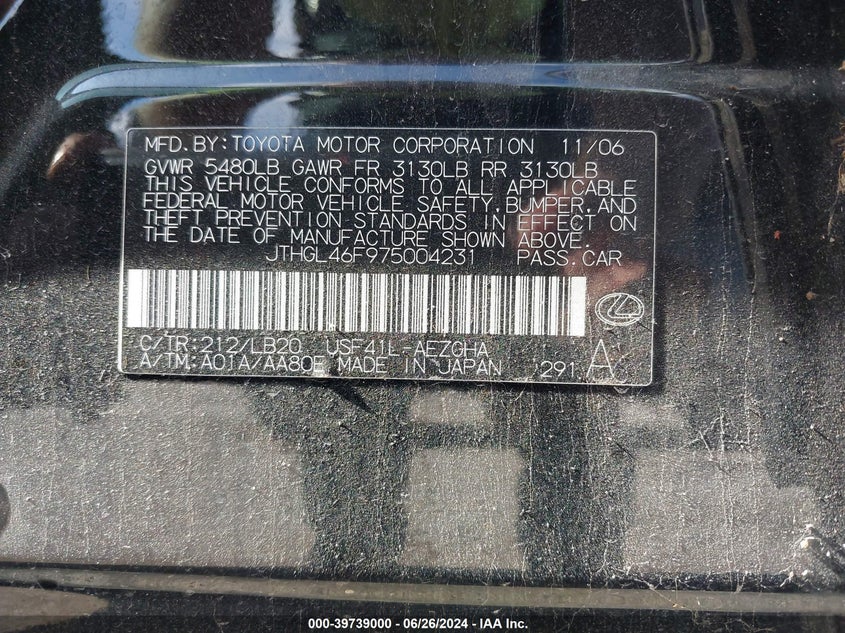 MFD.BY:TOYOTA MOTOR CORPORATION 11/06
GVWR 5480LB GAWR FR 3130LB RR 3130LB
THIS VEHICLE CONFORMS TO ALL APPLICABLE
FEDERAL MOTOR VEHICLE SAFETY,BUMPER,AND
THEFT PREVENTION STANDARDS IN EFFECT ON
THE DATE OF MANUFACTURE SHOWN ABOVE.
JTHGL46F975004231 PASS.CAR
C/TR:212/LB20 USF41L-AEZGHA
A/TM:A01A/AA80E MADE IN JAPAN 291 A
000-39739000 - 06/26/2024 - IAA Inc.